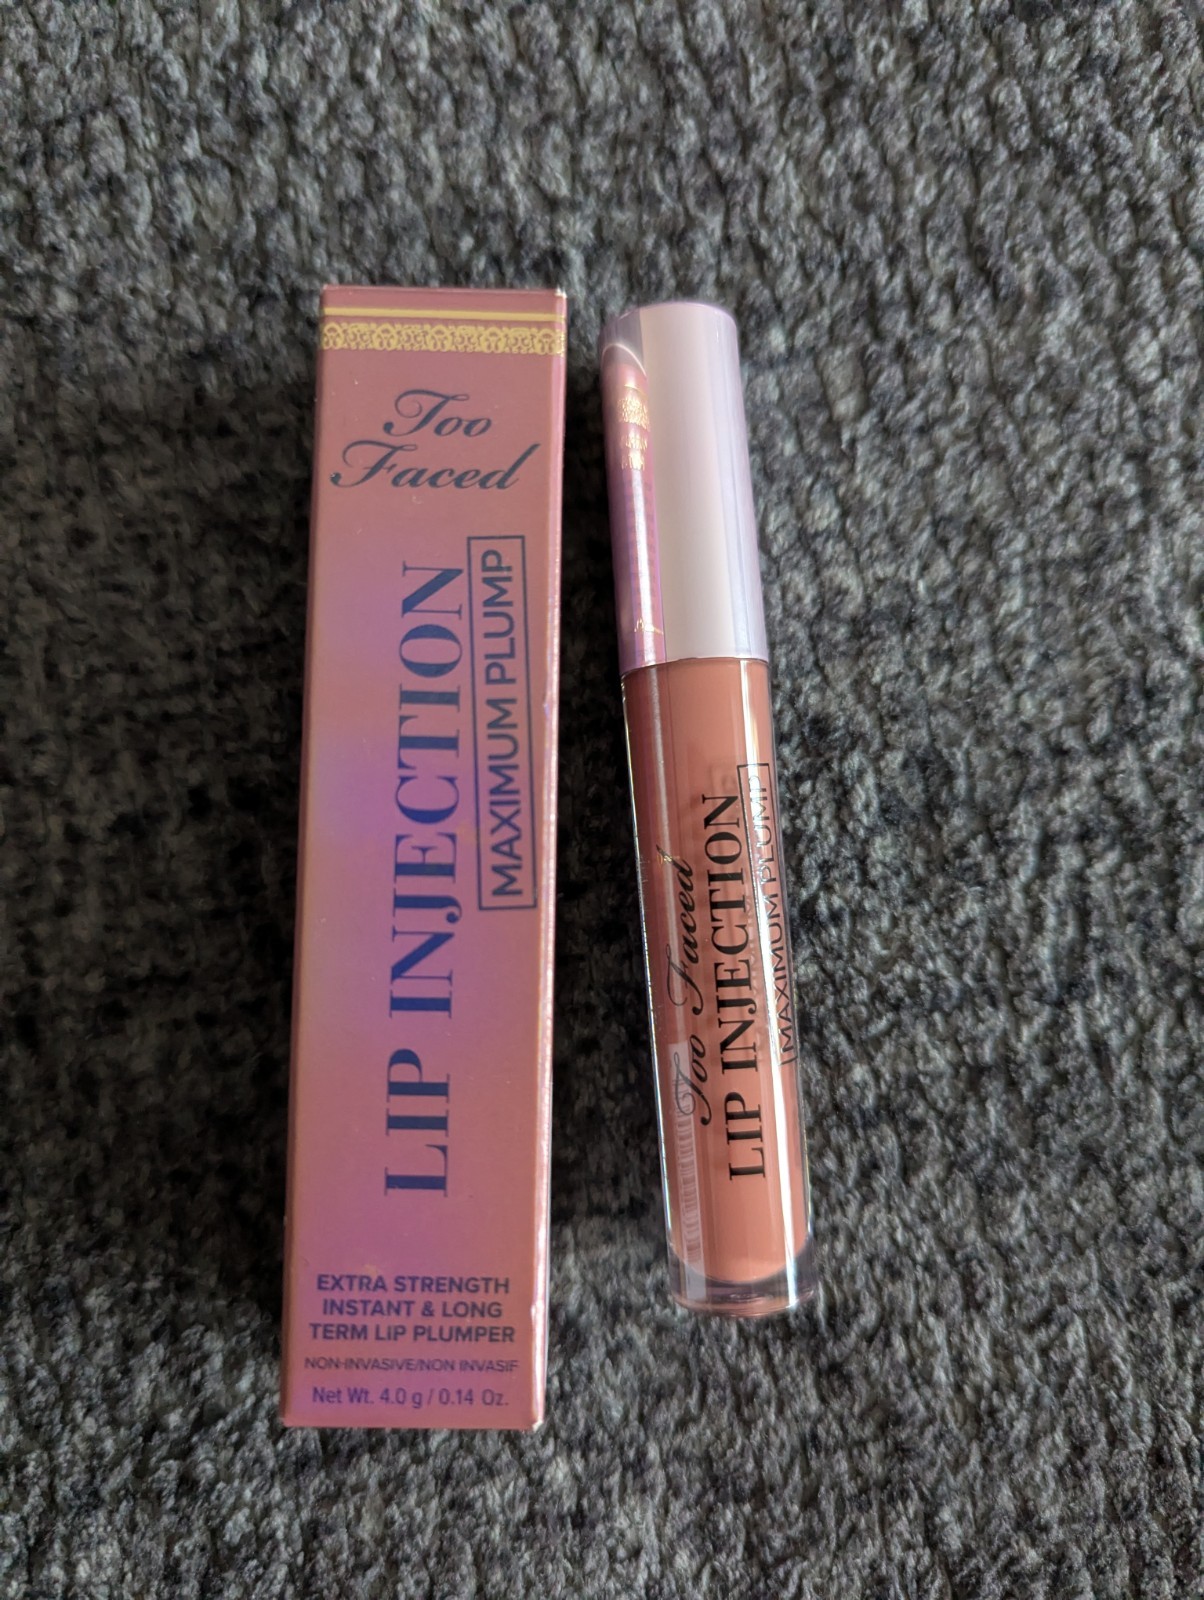 Too
Faced
LIP INJECTION
MAXIMUM PLUMP
EXTRA STRENGTH
INSTANT & LONG
TERM LIP PLUMPER
NON-INVASIVE/NON INVASIF
Net Wt. 4.0 g / 0.14 Oz.
Too Faced
LIP INJECTION
MAXIMUM PLUMP